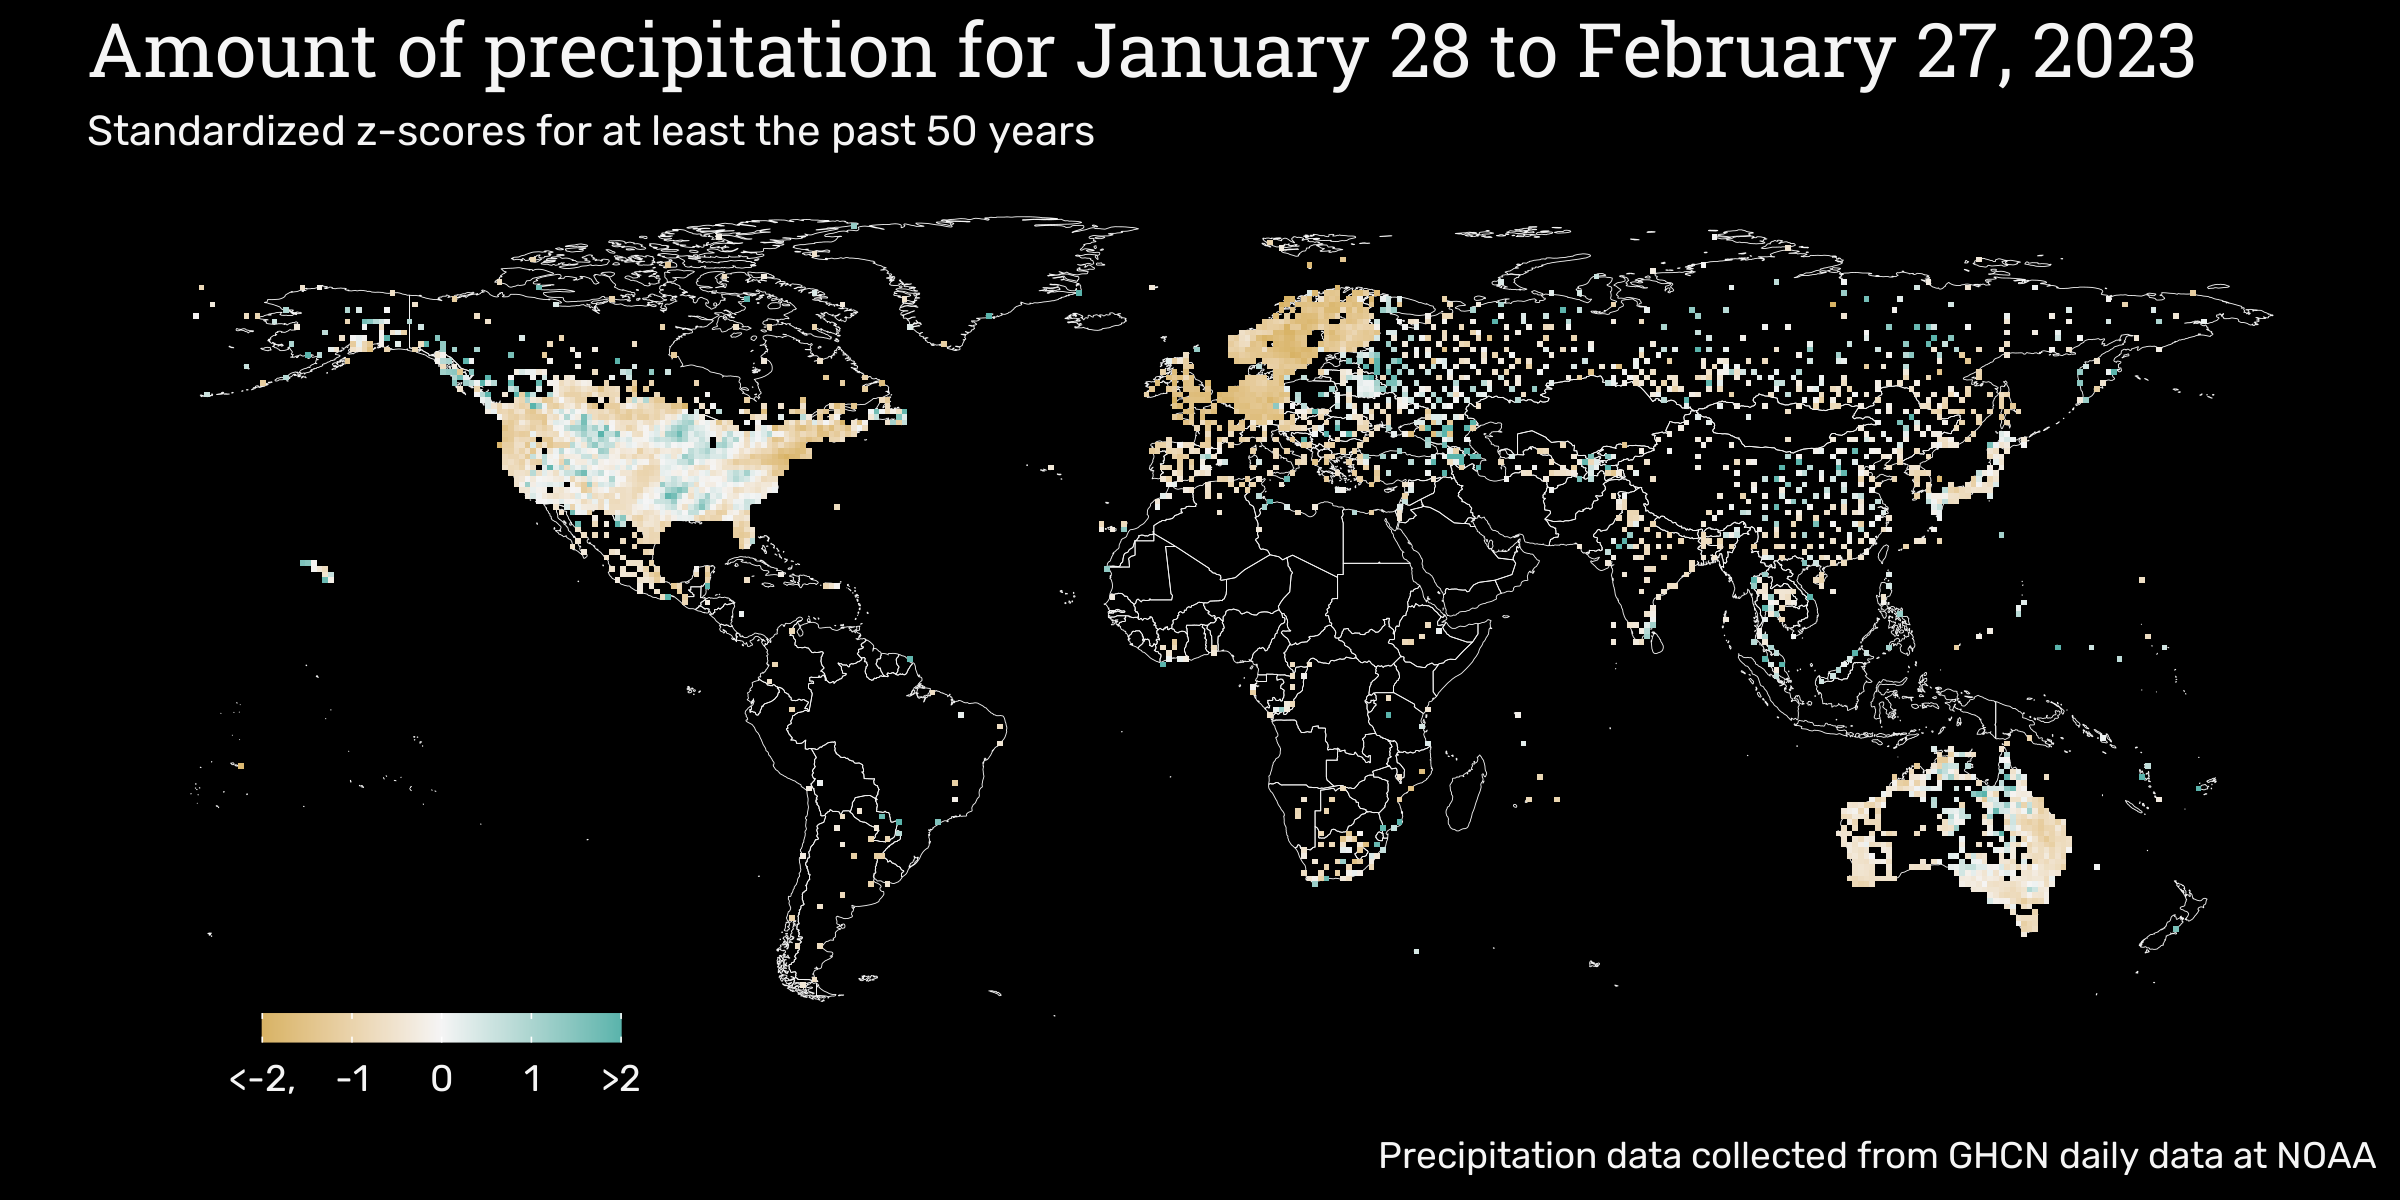 Amount of precipitation for January 28 to February 27, 2023
Standardized z-scores for at least the past 50 years
<-2, -1 0 1 >2
Precipitation data collected from GHCN daily data at NOAA